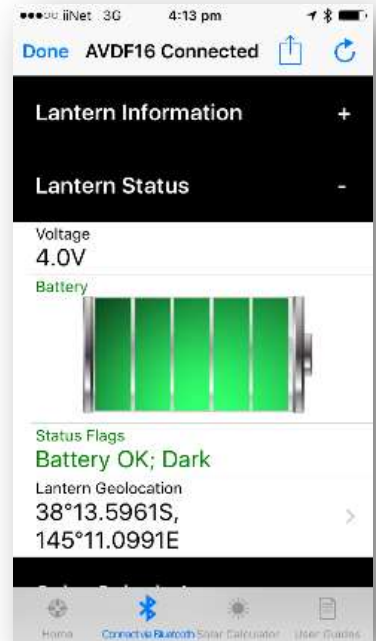 iiNet 3G 4:13 pm
Done AVDF16 Connected
Lantern Information +
Lantern Status -
Voltage
4.0V
Battery
Status Flags
Battery OK; Dark
Lantern Geolocation
38°13.5961S,
145°11.0991E
Home Connect via Bluetooth Solar Calculator User Guides